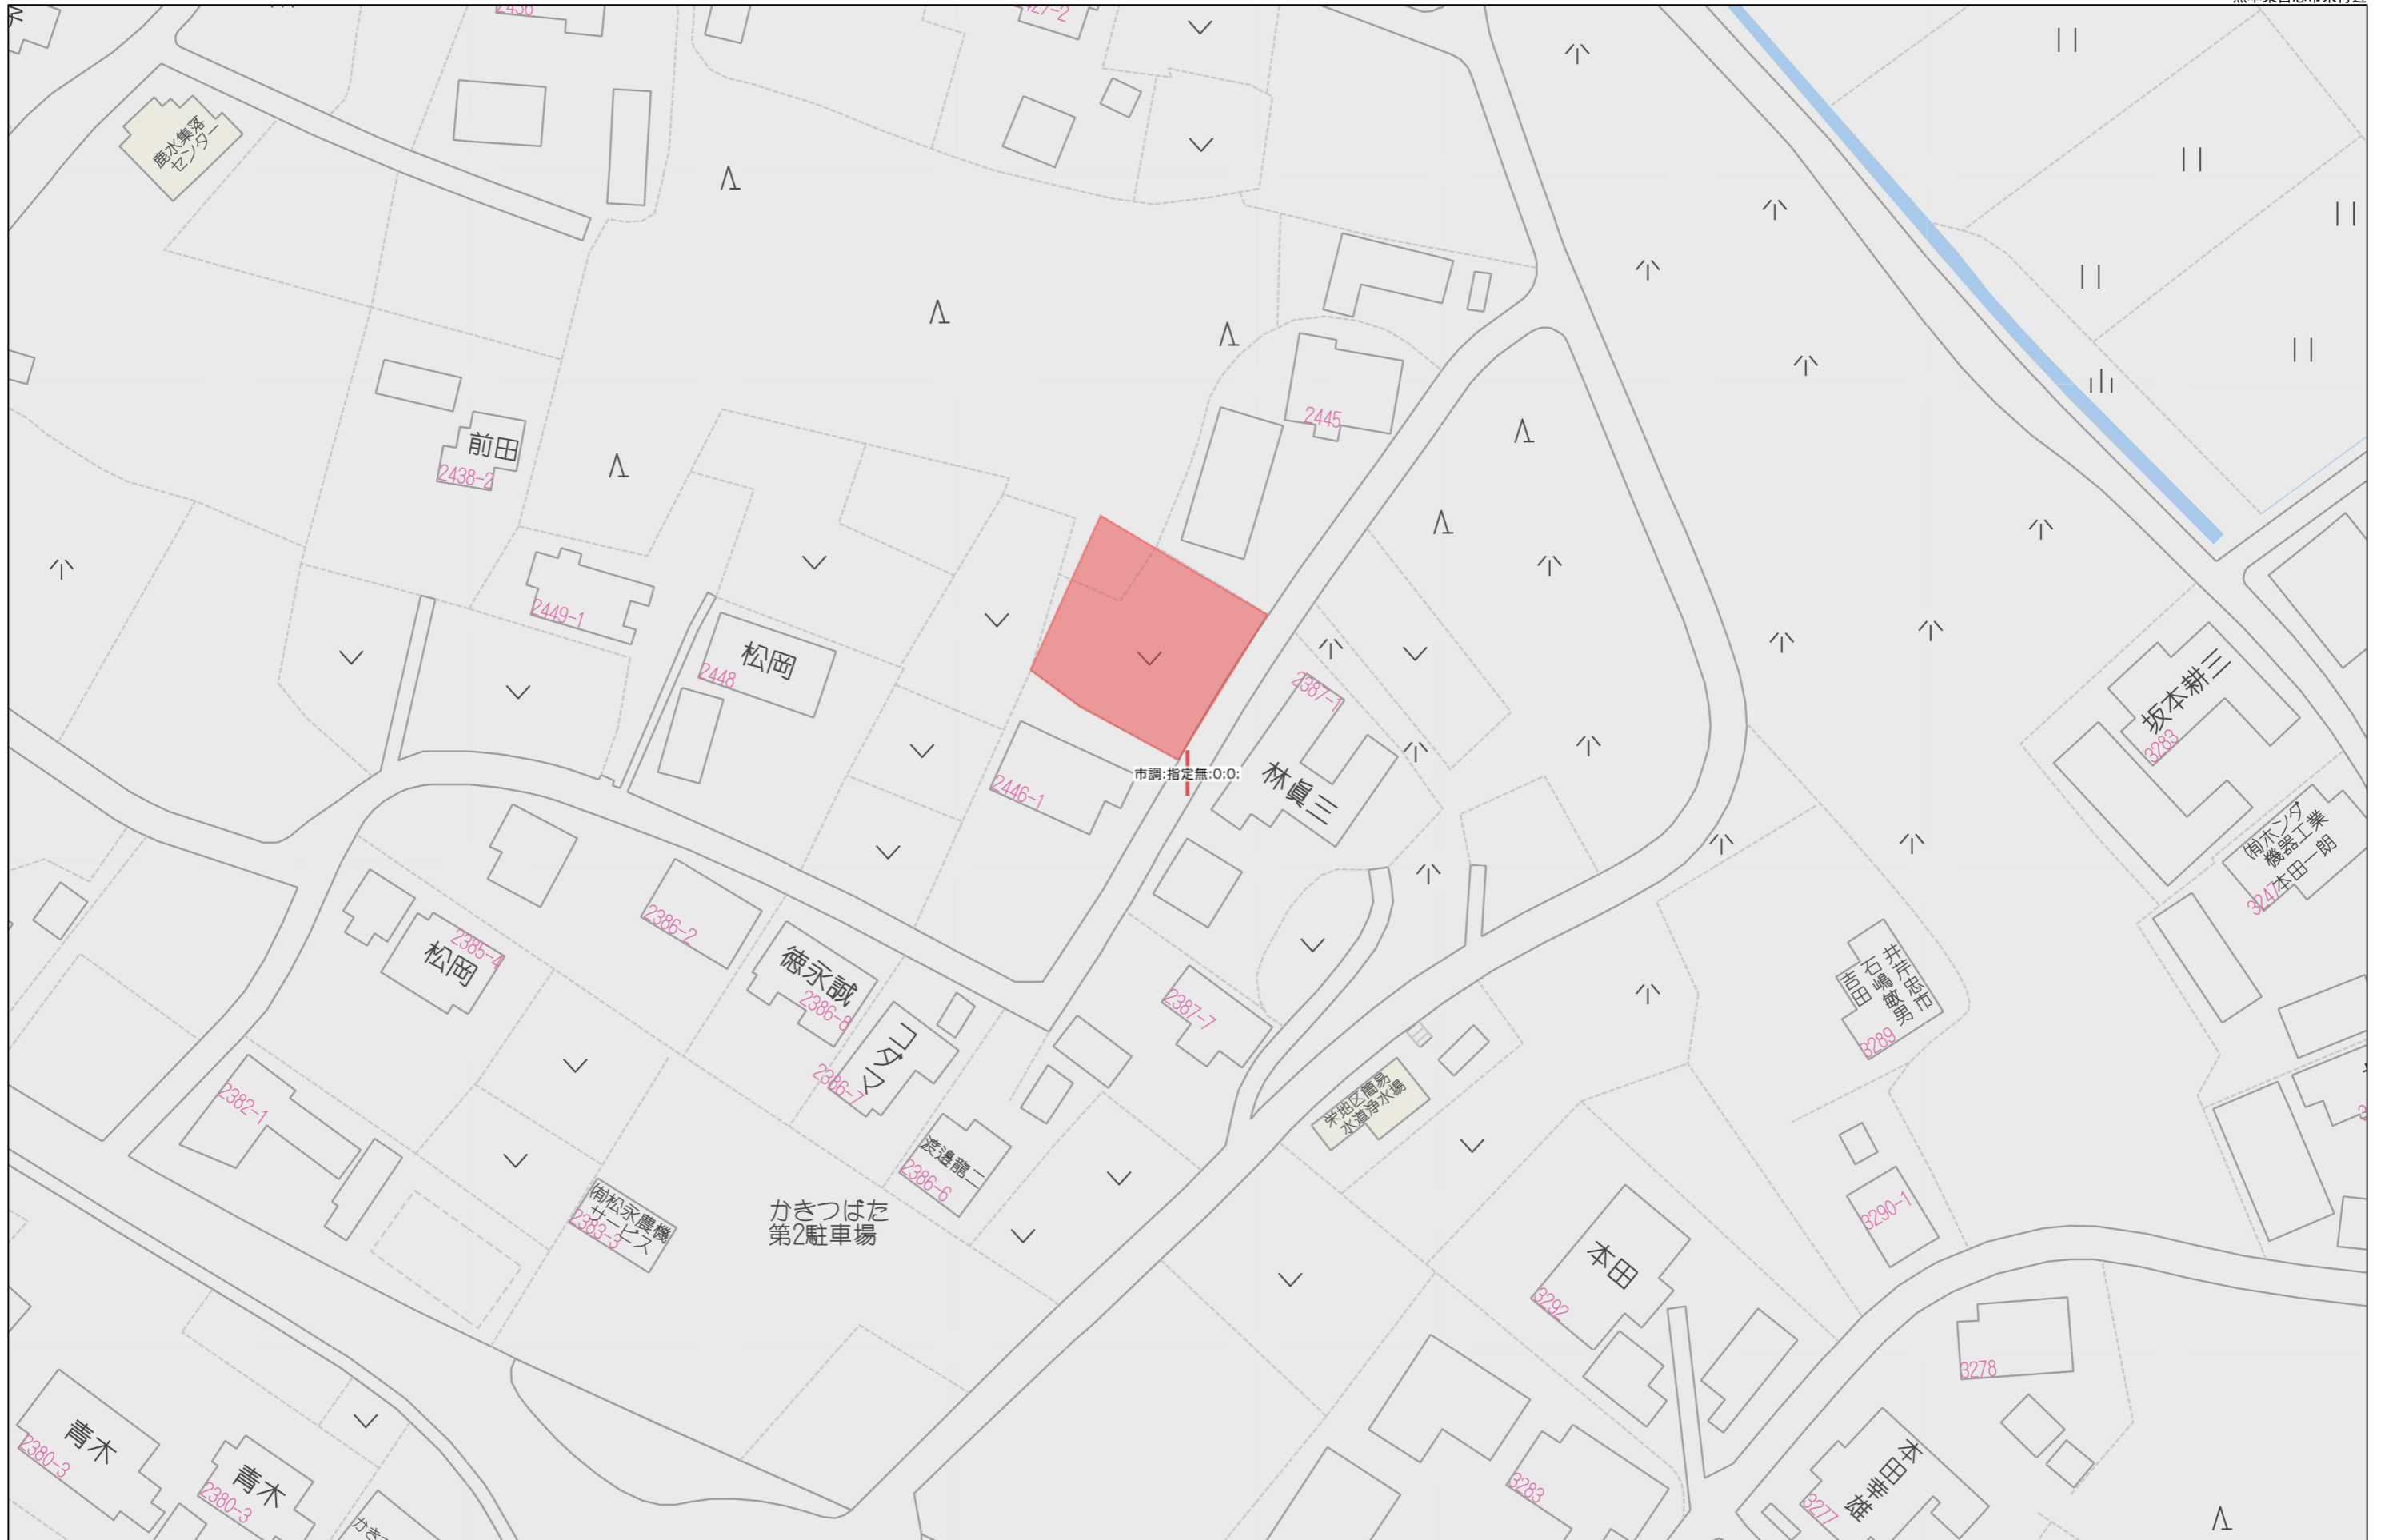 2436
427-2
鹿水集落
センター
2445
前田
2438-2
2449-1
松岡
2448
2387-1
坂本耕三
3283
市調:指定無:0:0:
林眞三
2446-1
㈲ホンダ
機器工業
本田一朗
3247
2386-2
2385-4
松岡
徳永誠
2386-8
井芹忠市
石嶋敏男
吉田
3289
2387-7
コダマ
2386-7
2382-1
栄地区簡易
水道浄水場
渡邉龍二
2386-6
㈲松永農機
サービス
2383-3
かきつばた
第2駐車場
3290-1
本田
3292
3278
青木
2380-3
青木
2380-3
3283
本田幸雄
3277